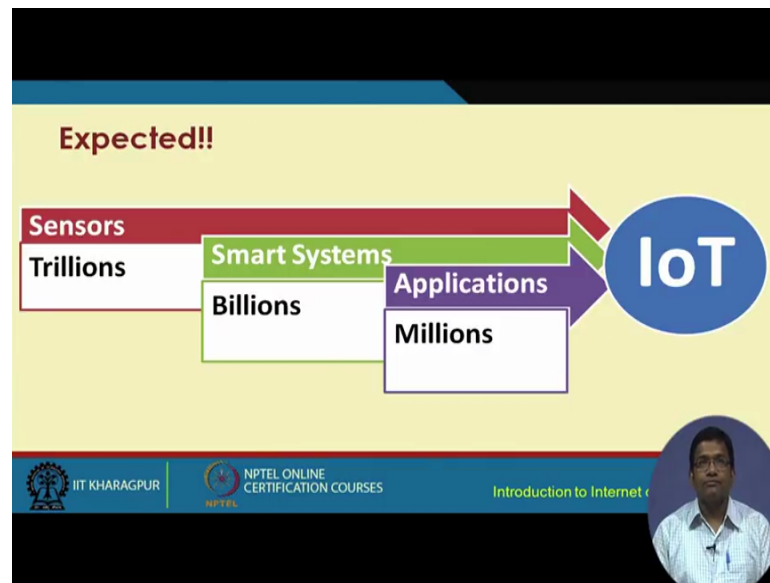 Expected!!
Sensors
Trillions
Smart Systems
Billions
Applications
Millions
IoT
IIT KHARAGPUR
NPTEL
NPTEL ONLINE
CERTIFICATION COURSES
Introduction to Internet